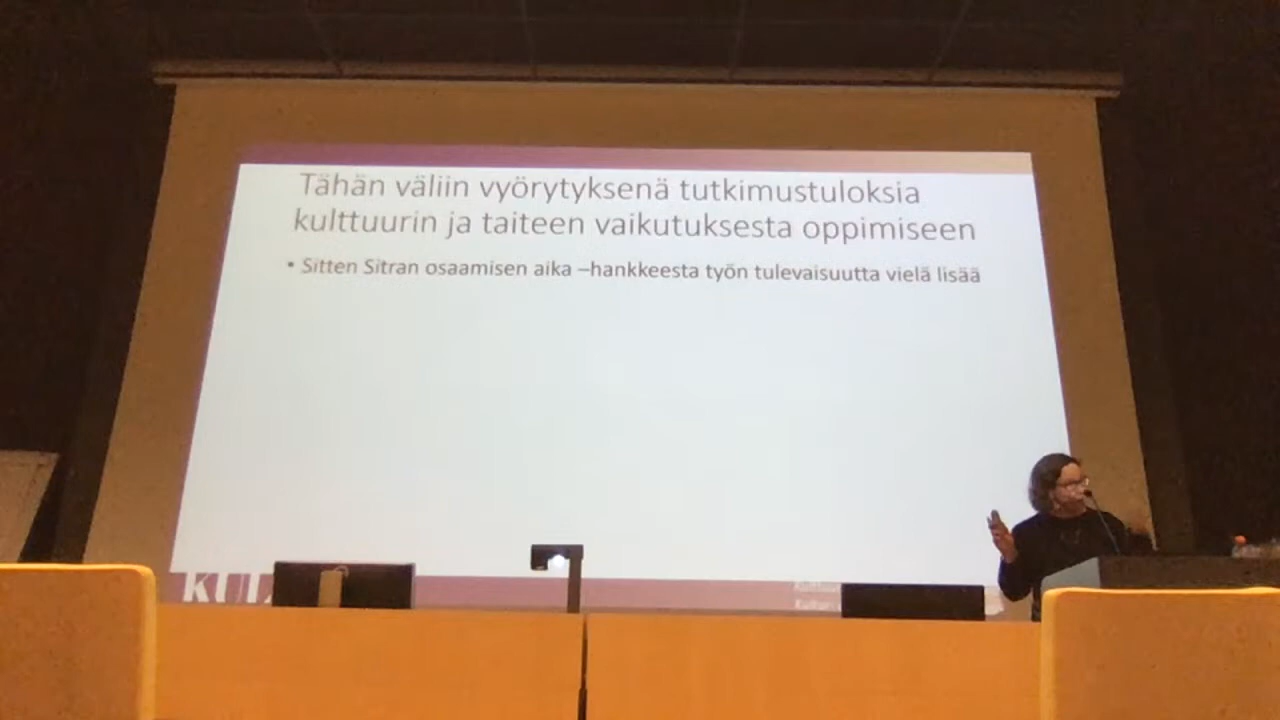 Tähän väliin vyörytyksenä tutkimustuloksia
kulttuurin ja taiteen vaikutuksesta oppimiseen
• Sitten Sitran osaamisen aika –hankkeesta työn tulevaisuutta vielä lisää